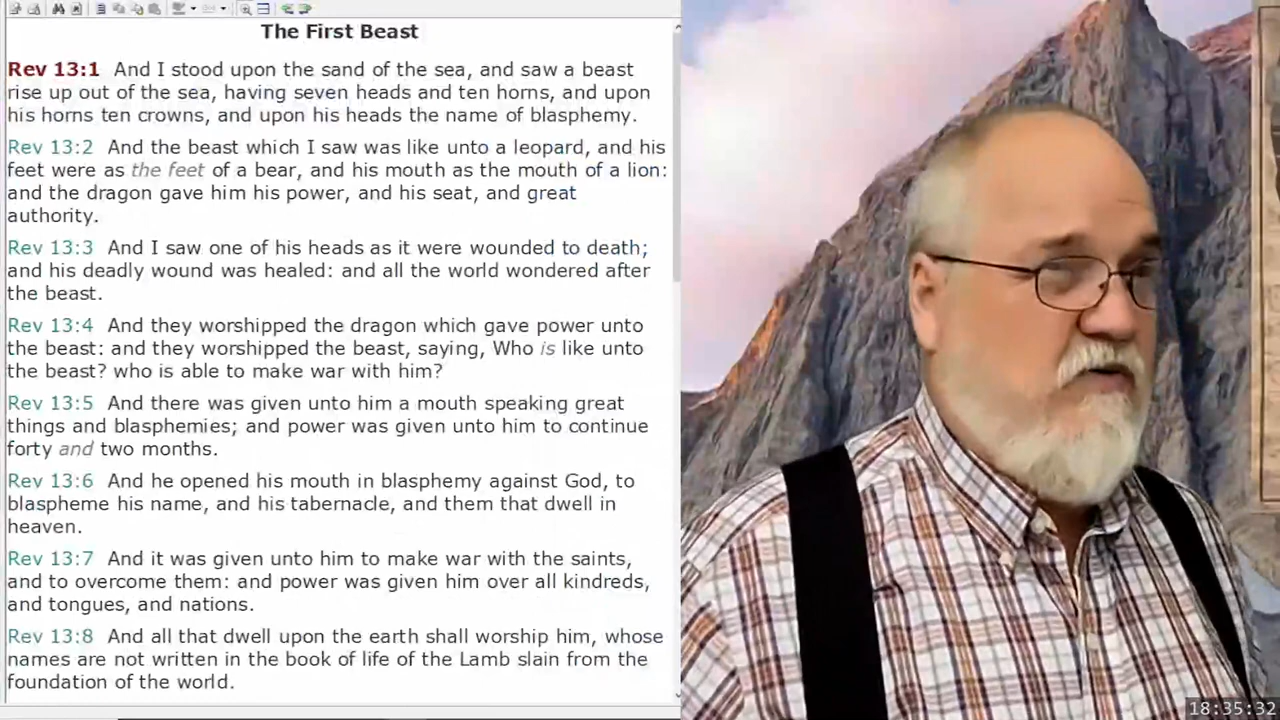 The First Beast
Rev 13:1 And I stood upon the sand of the sea, and saw a beast
rise up out of the sea, having seven heads and ten horns, and upon
his horns ten crowns, and upon his heads the name of blasphemy.
Rev 13:2 And the beast which I saw was like unto a leopard, and his
feet were as the feet of a bear, and his mouth as the mouth of a lion:
and the dragon gave him his power, and his seat, and great
authority.
Rev 13:3 And I saw one of his heads as it were wounded to death;
and his deadly wound was healed: and all the world wondered after
the beast.
Rev 13:4 And they worshipped the dragon which gave power unto
the beast: and they worshipped the beast, saying, Who is like unto
the beast? who is able to make war with him?
Rev 13:5 And there was given unto him a mouth speaking great
things and blasphemies; and power was given unto him to continue
forty and two months.
Rev 13:6 And he opened his mouth in blasphemy against God, to
blaspheme his name, and his tabernacle, and them that dwell in
heaven.
Rev 13:7 And it was given unto him to make war with the saints,
and to overcome them: and power was given him over all kindreds,
and tongues, and nations.
Rev 13:8 And all that dwell upon the earth shall worship him, whose
names are not written in the book of life of the Lamb slain from the
foundation of the world.
18:35:32